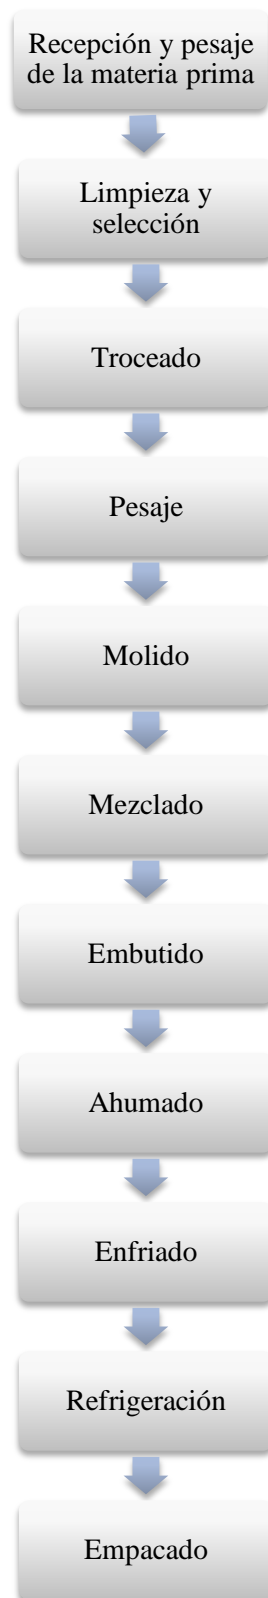 Recepción y pesaje
de la materia prima
Limpieza y
selección
Troceado
Pesaje
Molido
Mezclado
Embutido
Ahumado
Enfriado
Refrigeración
Empacado